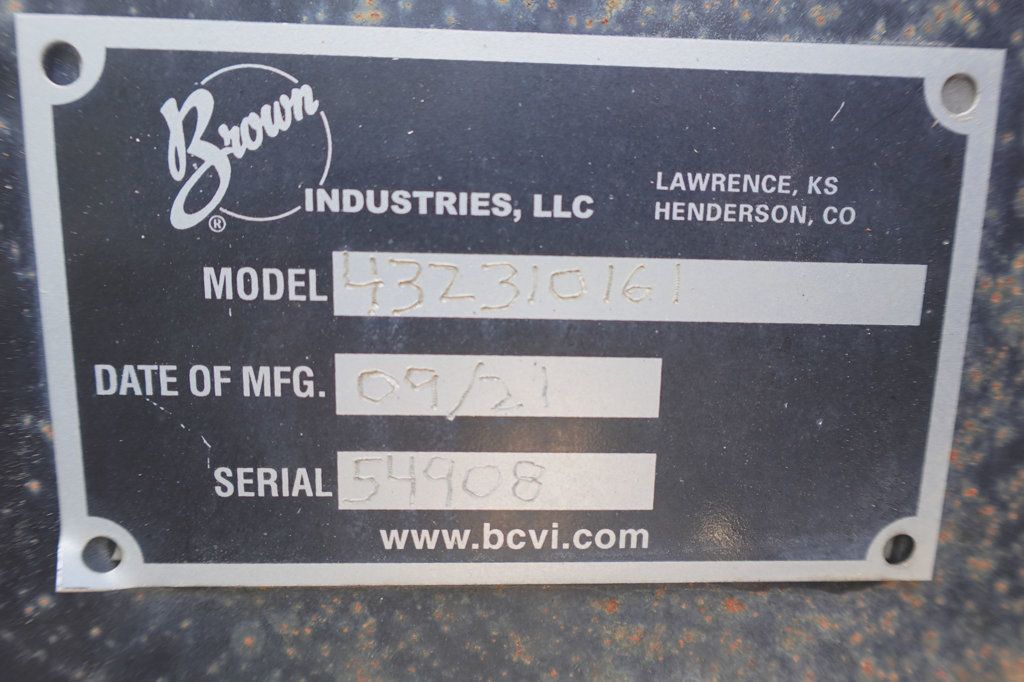 Brown
®
INDUSTRIES, LLC
LAWRENCE, KS
HENDERSON, CO
MODEL 432310161
DATE OF MFG. 09/21
SERIAL 54908
www.bcvi.com